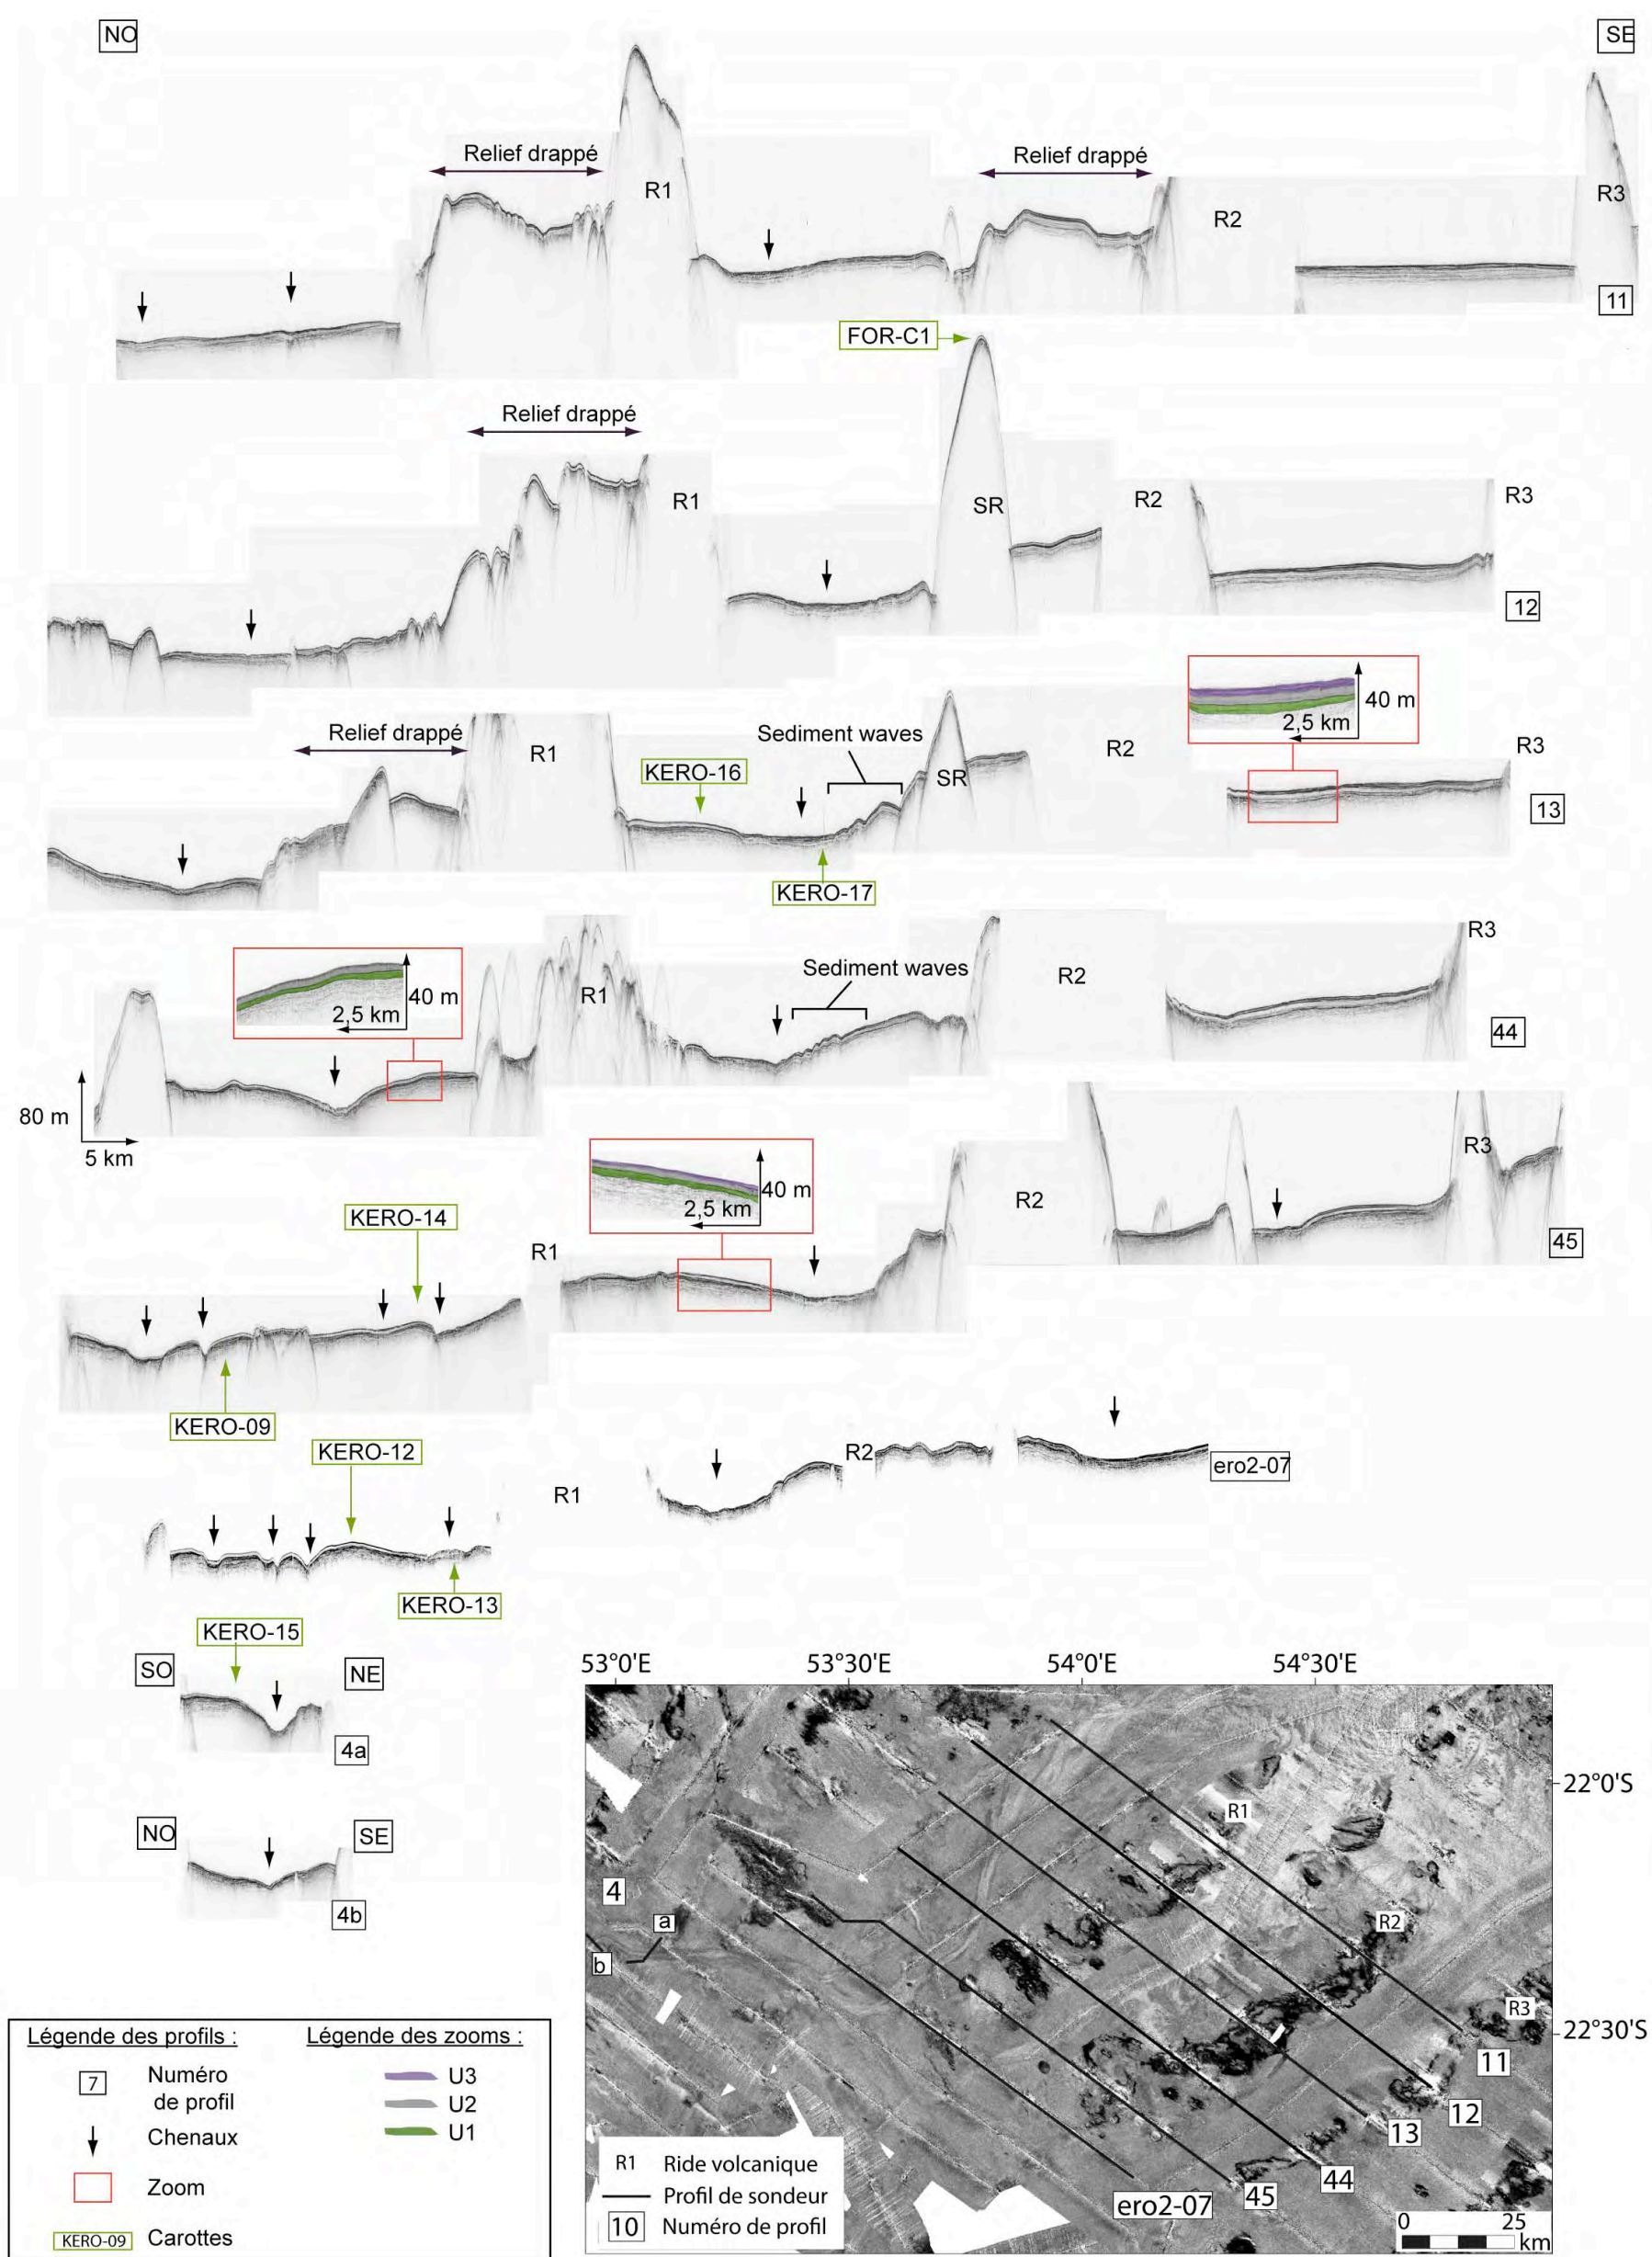 NO
SE
Relief drappé
Relief drappé
R1
R2
R3
11
FOR-C1
Relief drappé
R1
SR
R2
R3
12
40 m
2,5 km
Relief drappé
R1
Sediment waves
KERO-16
SR
R2
R3
13
KERO-17
40 m
2,5 km
R1
Sediment waves
R2
R3
44
80 m
5 km
40 m
2,5 km
KERO-14
R1
R2
R3
45
KERO-09
KERO-12
R1
R2
ero2-07
KERO-13
KERO-15
SO
NE
4a
NO
SE
4b
53°0'E
53°30'E
54°0'E
54°30'E
22°0'S
22°30'S
R1
R2
R3
4
a
b
11
12
13
44
45
ero2-07
R1 Ride volcanique
Profil de sondeur
10 Numéro de profil
0 25
km
Légende des profils :
7 Numéro
de profil
Chenaux
Zoom
KERO-09 Carottes
Légende des zooms :
U3
U2
U1